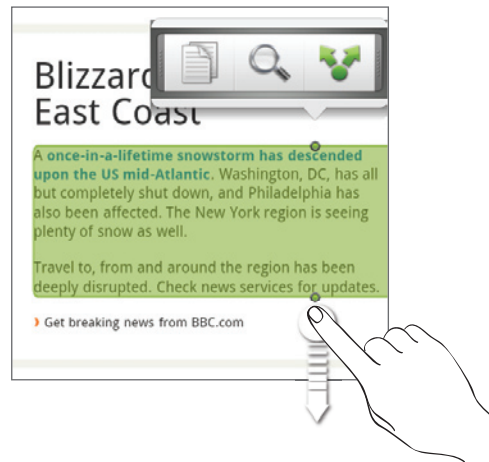 Blizzard
East Coast
A once-in-a-lifetime snowstorm has descended
upon the US mid-Atlantic. Washington, DC, has all
but completely shut down, and Philadelphia has
also been affected. The New York region is seeing
plenty of snow as well.
Travel to, from and around the region has been
deeply disrupted. Check news services for updates.
Get breaking news from BBC.com